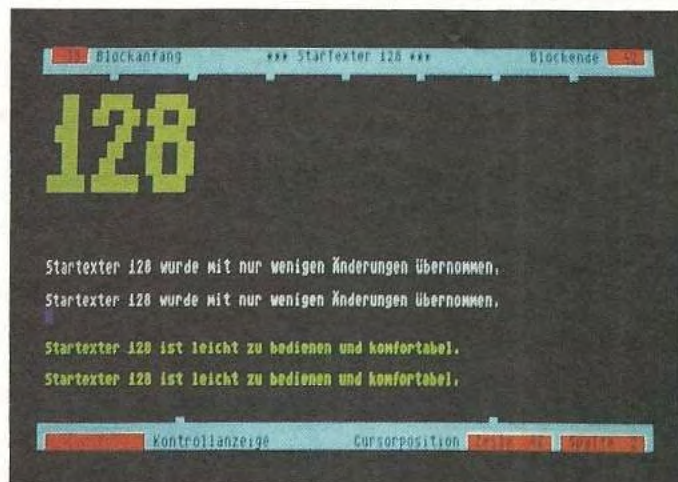 Blockanfang *** StarTexter 128 *** Blockende
128
Startexter 128 wurde mit nur wenigen Änderungen übernommen.
Startexter 128 wurde mit nur wenigen Änderungen übernommen.
Startexter 128 ist leicht zu bedienen und komfortabel.
Startexter 128 ist leicht zu bedienen und komfortabel.
Kontrollanzeige Cursorposition Zeile Spalte